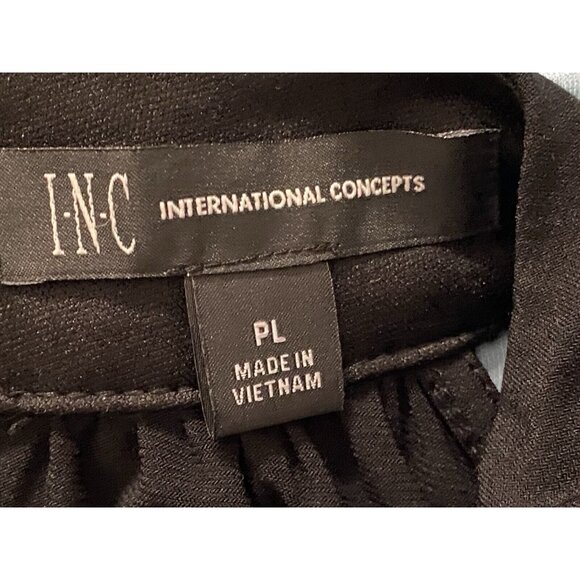 I·N·C INTERNATIONAL CONCEPTS
PL
MADE IN
VIETNAM